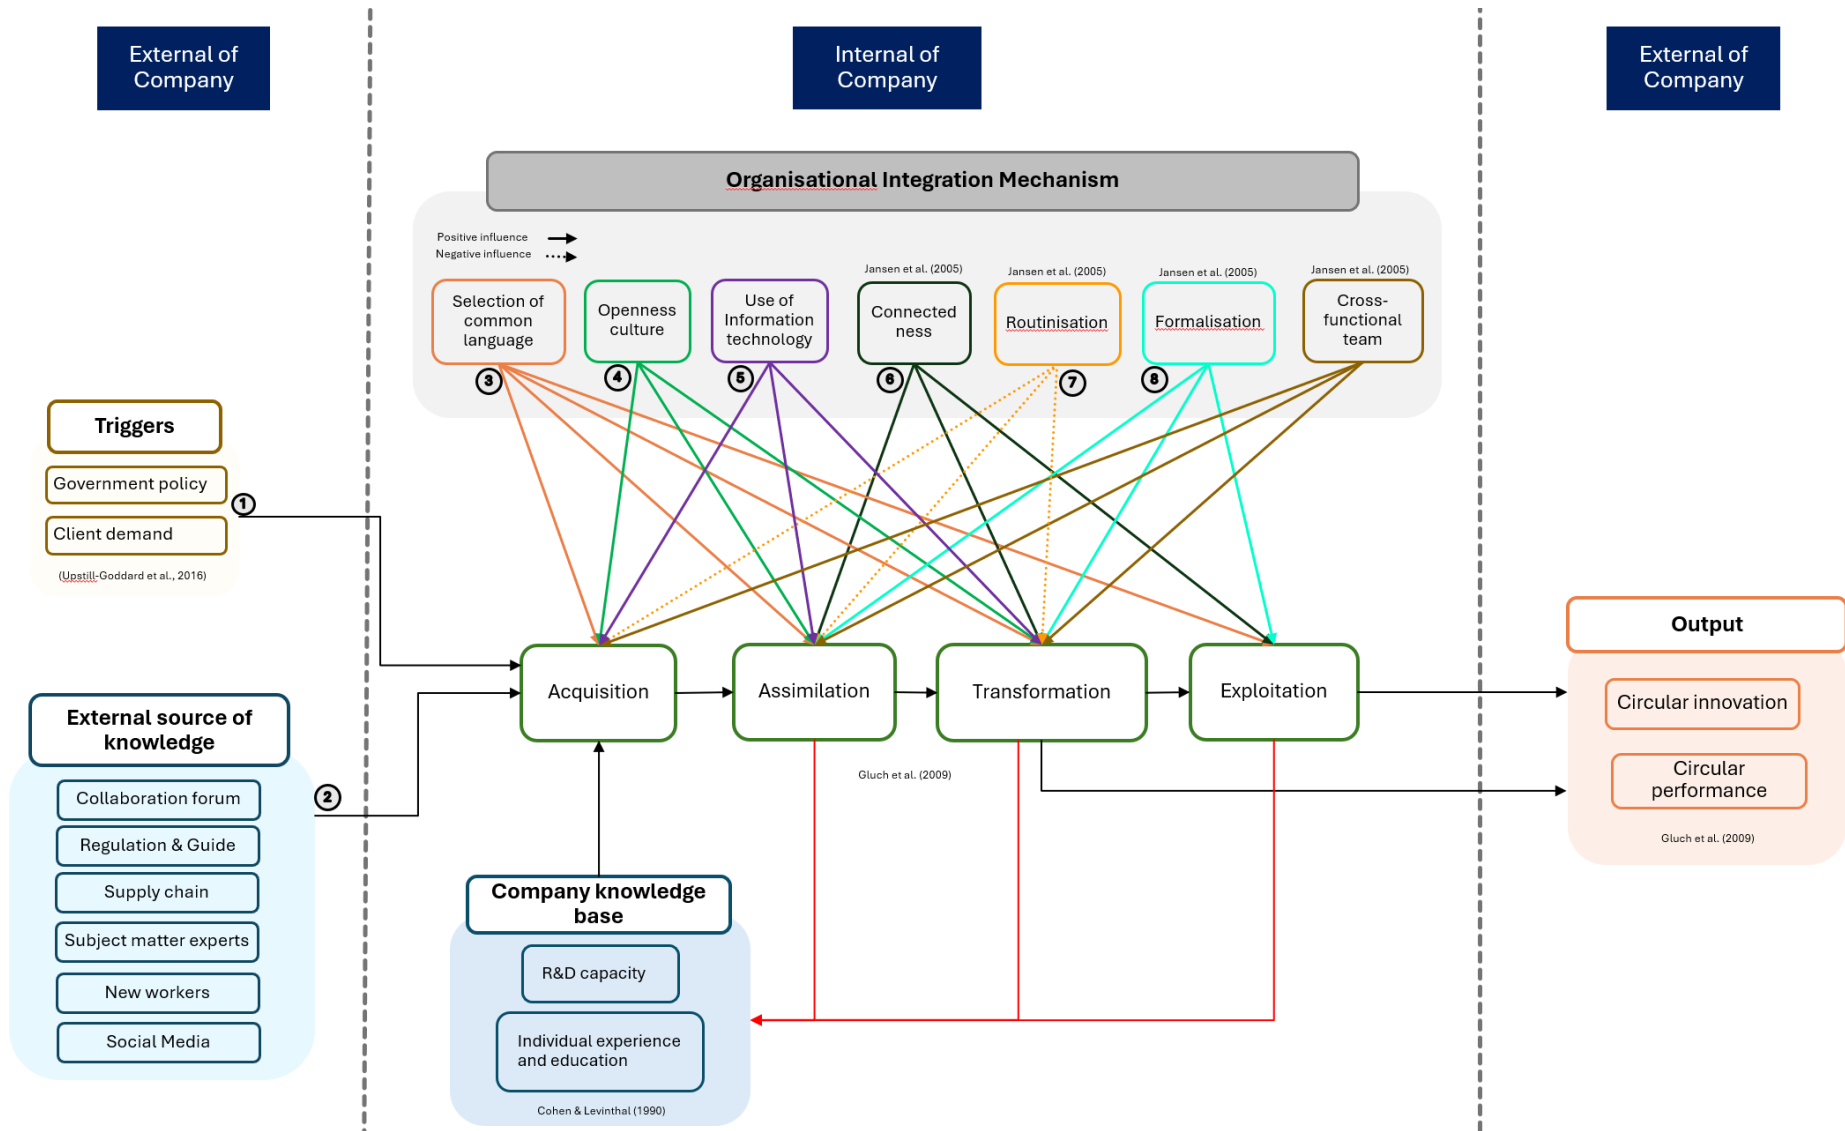 External of
Company
Internal of
Company
External of
Company
Organisational Integration Mechanism
Positive influence
Negative influence
Jansen et al. (2005)
Jansen et al. (2005)
Jansen et al. (2005)
Jansen et al. (2005)
Selection of
common
language
Openness
culture
Use of
Information
technology
Connected
ness
Routinisation
Formalisation
Cross-
functional
team
3
4
5
6
7
8
Triggers
Government policy
Client demand
(Upstill-Goddard et al., 2016)
1
External source of
knowledge
Collaboration forum
Regulation & Guide
Supply chain
Subject matter experts
New workers
Social Media
2
Acquisition
Assimilation
Transformation
Exploitation
Gluch et al. (2009)
Company knowledge
base
R&D capacity
Individual experience
and education
Cohen & Levinthal (1990)
Output
Circular innovation
Circular
performance
Gluch et al. (2009)